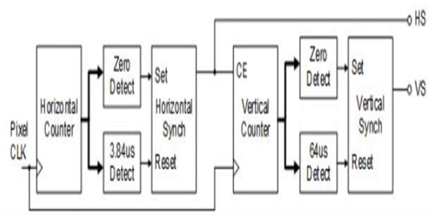 HS
Zero
Detect
Set
Horizontal
Counter
Horizontal
Synch
3.84us
Detect
Reset
Pixel
CLK
CE
Vertical
Counter
Zero
Detect
Set
VS
Vertical
Synch
64us
Detect
Reset